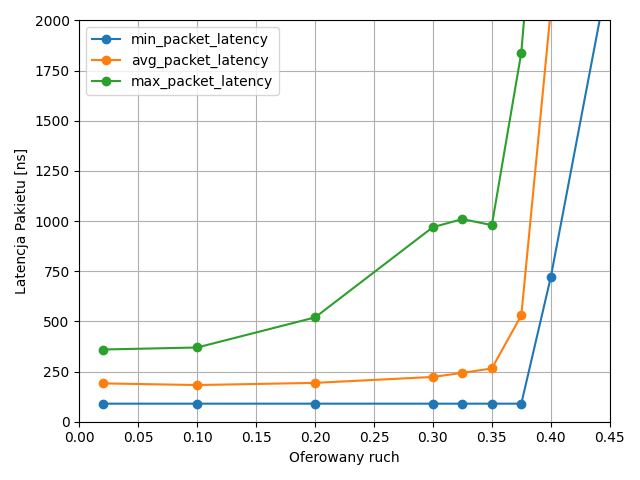 2000
1750
1500
1250
1000
750
500
250
0
Latencja Pakietu [ns]
min_packet_latency
avg_packet_latency
max_packet_latency
0.00 0.05 0.10 0.15 0.20 0.25 0.30 0.35 0.40 0.45
Oferowany ruch